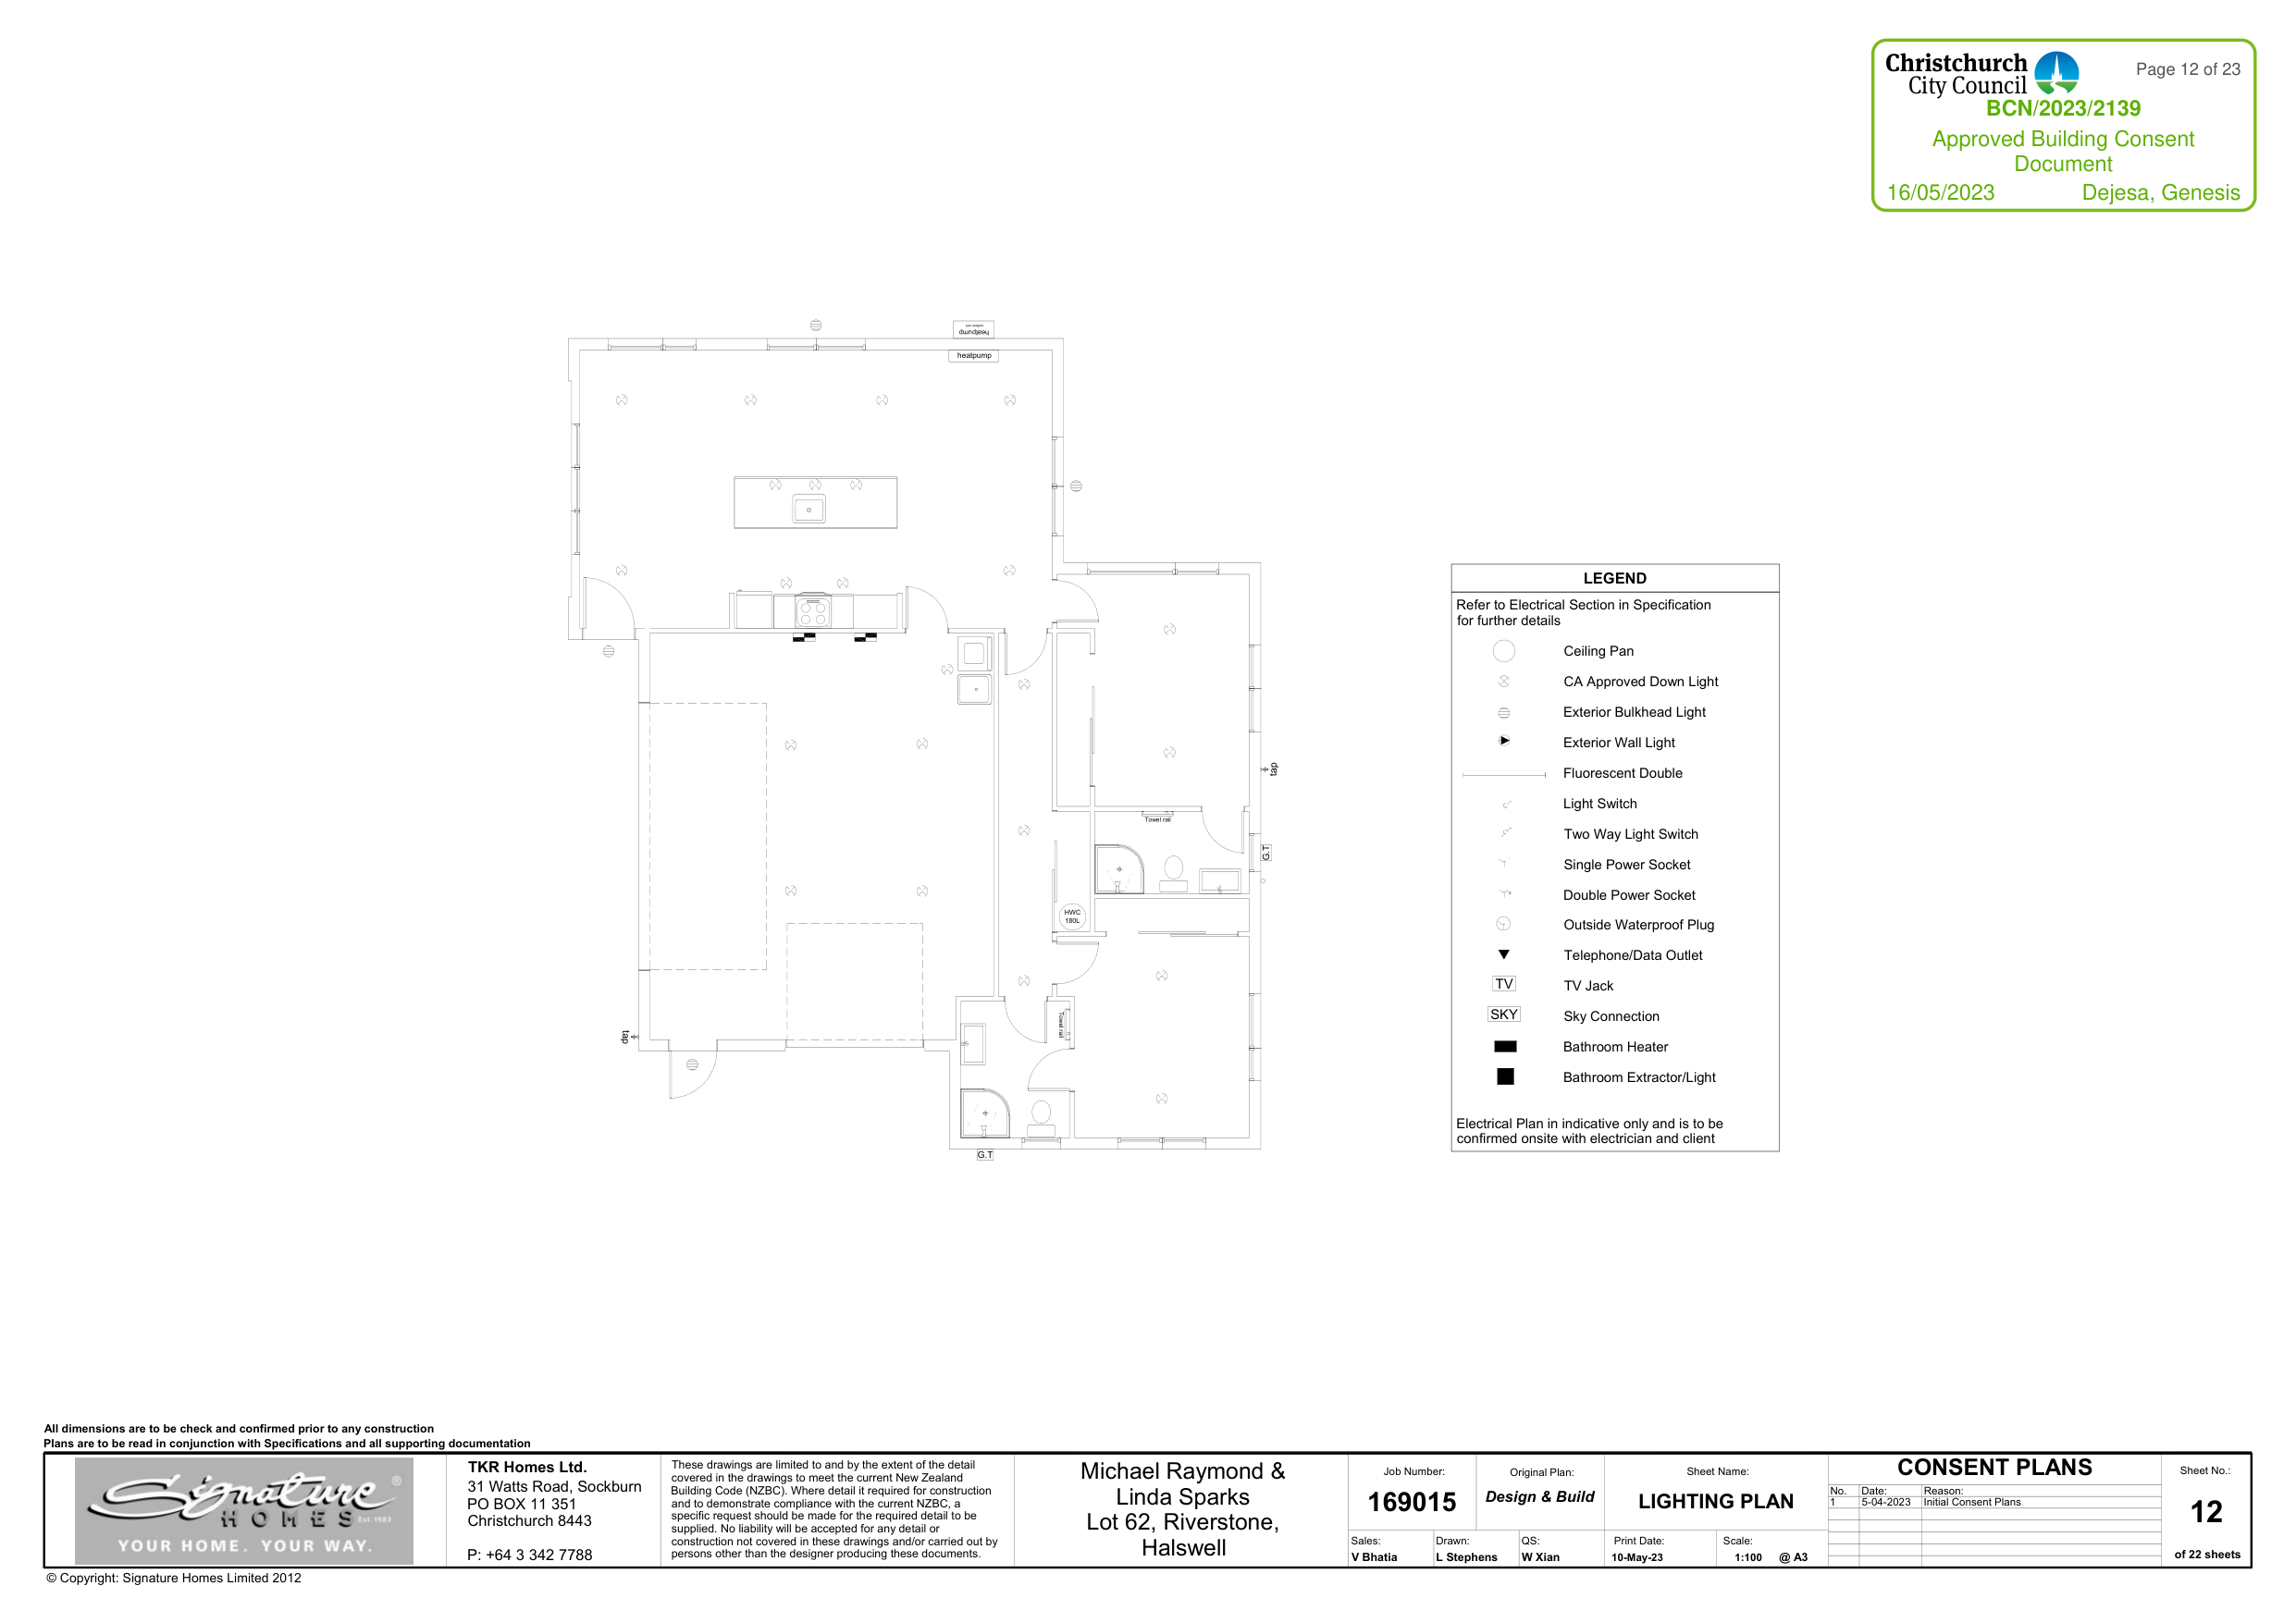 Christchurch
City Council
Page 12 of 23
BCN/2023/2139
Approved Building Consent
Document
16/05/2023 Dejesa, Genesis
heatpump
heatpump
tap
Towel rail
G.T
HWC
180L
Towel rail
tap
G.T
LEGEND
Refer to Electrical Section in Specification
for further details
Ceiling Pan
CA Approved Down Light
Exterior Bulkhead Light
Exterior Wall Light
Fluorescent Double
Light Switch
Two Way Light Switch
Single Power Socket
Double Power Socket
Outside Waterproof Plug
Telephone/Data Outlet
TV TV Jack
SKY Sky Connection
Bathroom Heater
Bathroom Extractor/Light
Electrical Plan in indicative only and is to be
confirmed onsite with electrician and client
All dimensions are to be check and confirmed prior to any construction
Plans are to be read in conjunction with Specifications and all supporting documentation
Signature ®
HOMES Est.1983
YOUR HOME. YOUR WAY.
TKR Homes Ltd.
31 Watts Road, Sockburn
PO BOX 11 351
Christchurch 8443
P: +64 3 342 7788
These drawings are limited to and by the extent of the detail
covered in the drawings to meet the current New Zealand
Building Code (NZBC). Where detail it required for construction
and to demonstrate compliance with the current NZBC, a
specific request should be made for the required detail to be
supplied. No liability will be accepted for any detail or
construction not covered in these drawings and/or carried out by
persons other than the designer producing these documents.
Michael Raymond &
Linda Sparks
Lot 62, Riverstone,
Halswell
Job Number:
169015
Original Plan:
Design & Build
Sheet Name:
LIGHTING PLAN
Sales:
V Bhatia
Drawn:
L Stephens
QS:
W Xian
Print Date:
10-May-23
Scale:
1:100 @ A3
CONSENT PLANS
No. Date: Reason:
1 5-04-2023 Initial Consent Plans
Sheet No.:
12
of 22 sheets
© Copyright: Signature Homes Limited 2012